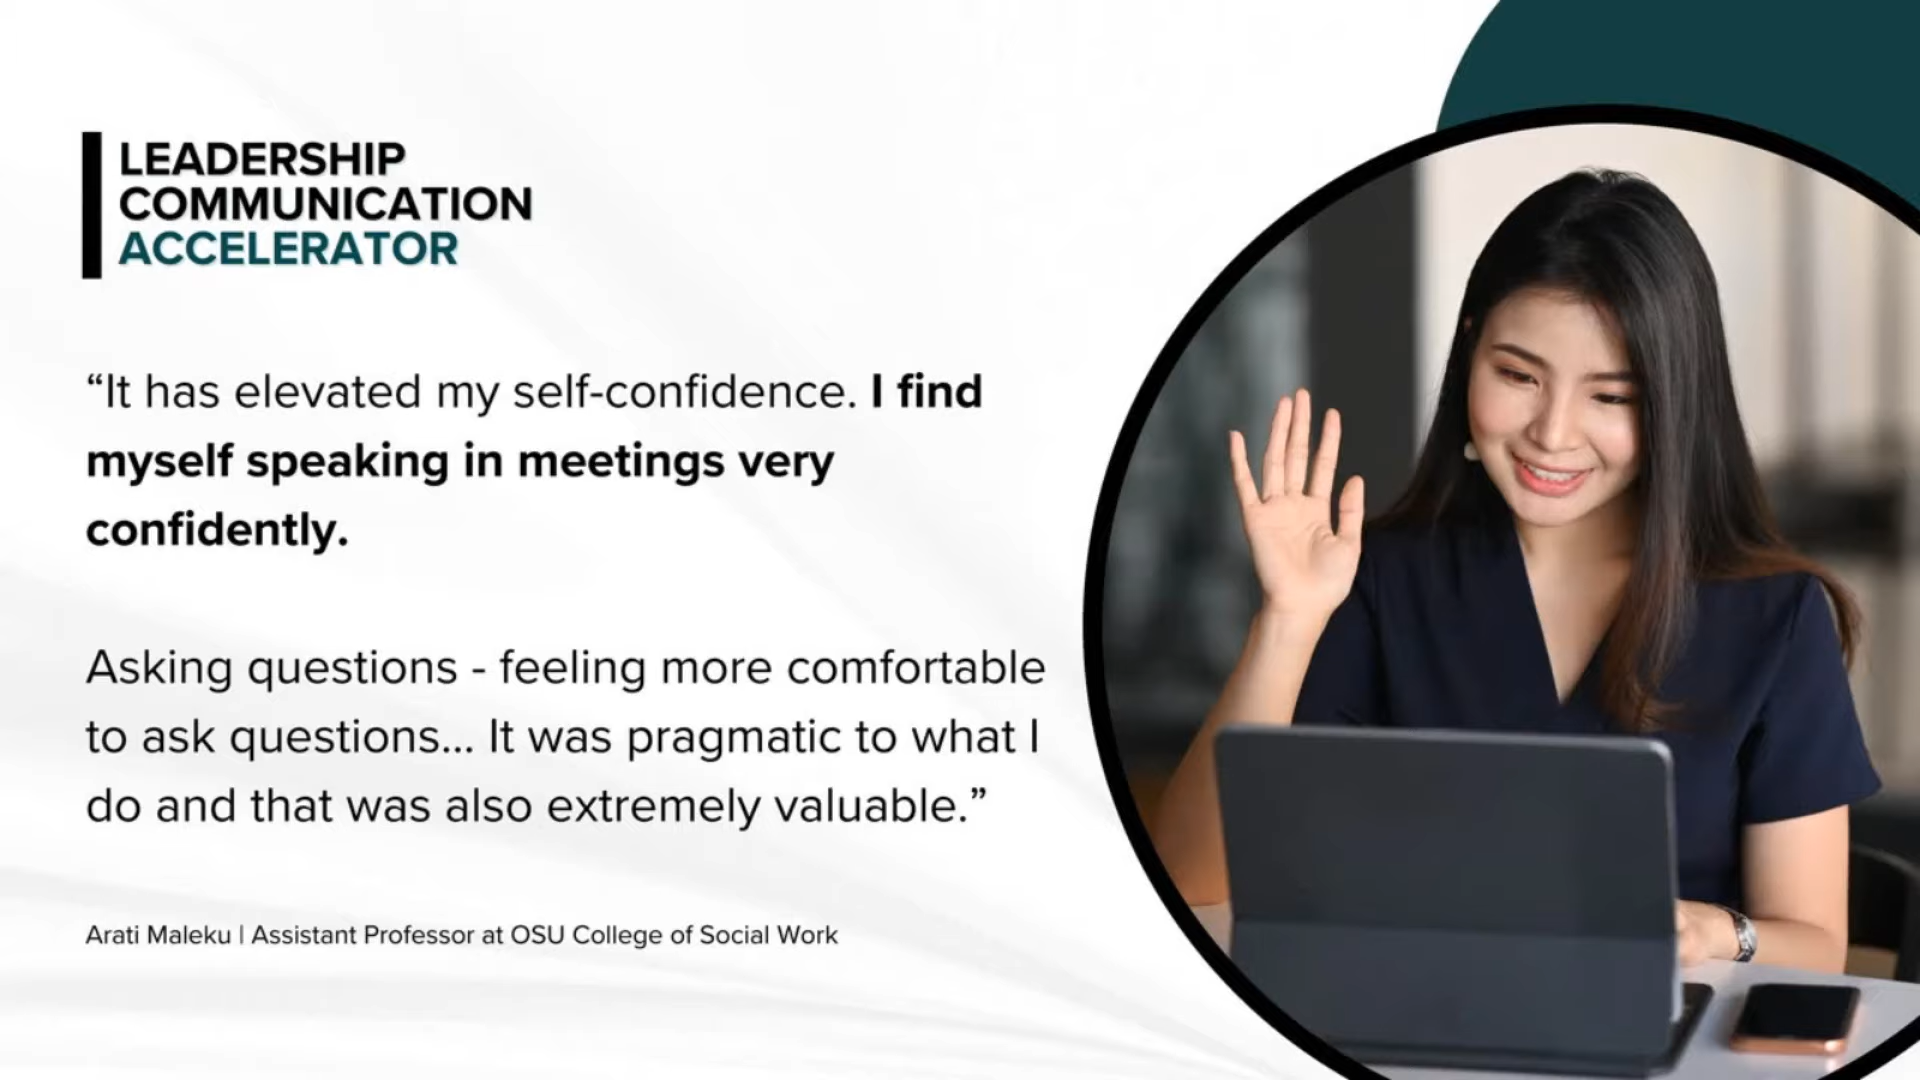 LEADERSHIP
COMMUNICATION
ACCELERATOR
“It has elevated my self-confidence. I find
myself speaking in meetings very
confidently.
Asking questions - feeling more comfortable
to ask questions... It was pragmatic to what I
do and that was also extremely valuable.”
Arati Maleku | Assistant Professor at OSU College of Social Work